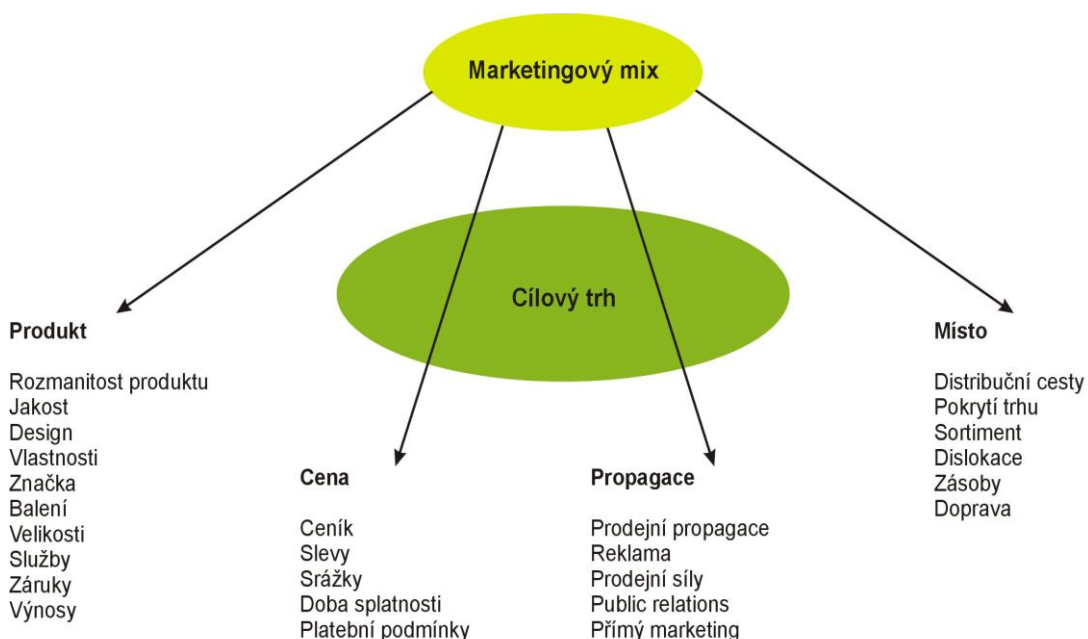 Marketingový mix
Cílový trh
Produkt
Rozmanitost produktu
Jakost
Design
Vlastnosti
Značka
Balení
Velikosti
Služby
Záruky
Výnosy
Cena
Ceník
Slevy
Srážky
Doba splatnosti
Platební podmínky
Propagace
Prodejní propagace
Reklama
Prodejní síly
Public relations
Přímý marketing
Místo
Distribuční cesty
Pokrytí trhu
Sortiment
Dislokace
Zásoby
Doprava